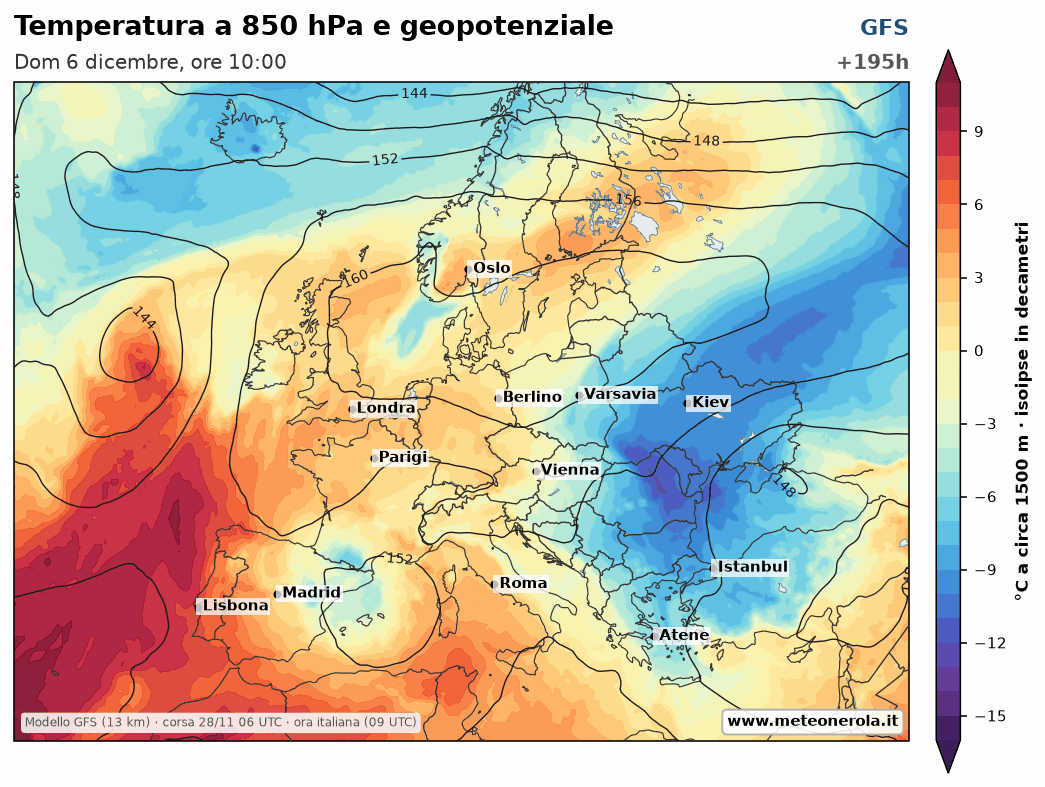 Temperatura a 850 hPa e geopotenziale
GFS
Dom 6 dicembre, ore 10:00
+195h
144
148
152
148
156
Oslo
160
144
Londra
Berlino
Varsavia
Kiev
Parigi
Vienna
148
152
Istanbul
Madrid
Roma
Lisbona
Atene
Modello GFS (13 km) · corsa 28/11 06 UTC · ora italiana (09 UTC)
www.meteonerola.it
9
6
3
0
−3
−6
−9
−12
−15
°C a circa 1500 m · isoipse in decametri